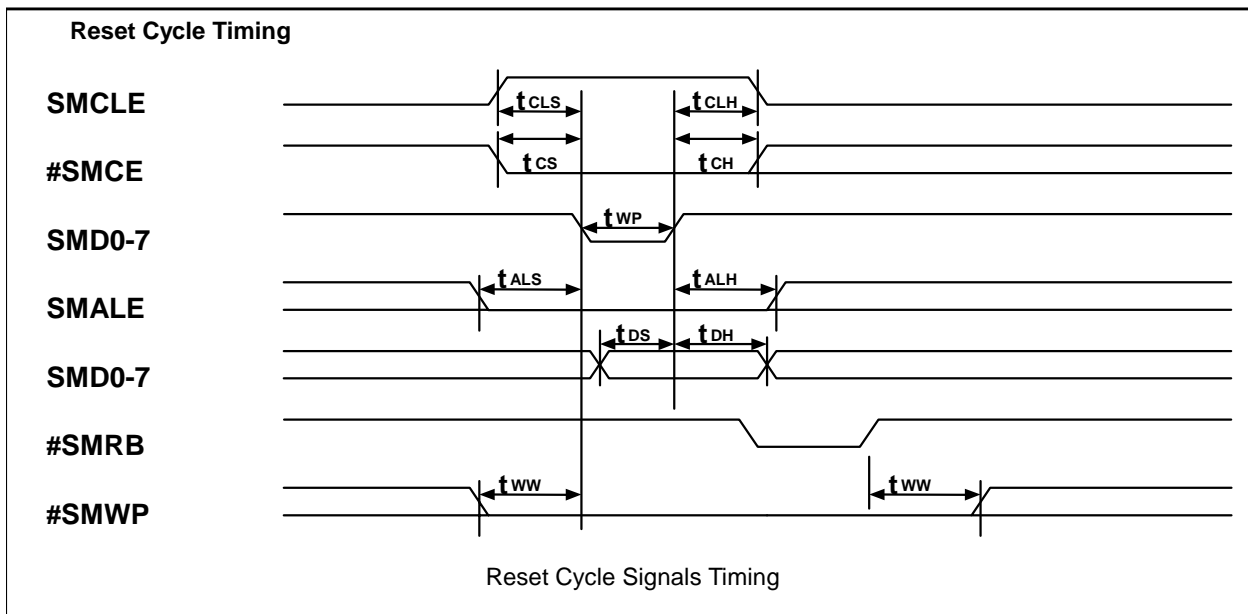 Reset Cycle Timing
SMCLE
tCLS
tCLH
#SMCE
tCS
tCH
SMD0-7
tWP
SMALE
tALS
tALH
SMD0-7
tDS
tDH
#SMRB
#SMWP
tWW
tWW
Reset Cycle Signals Timing